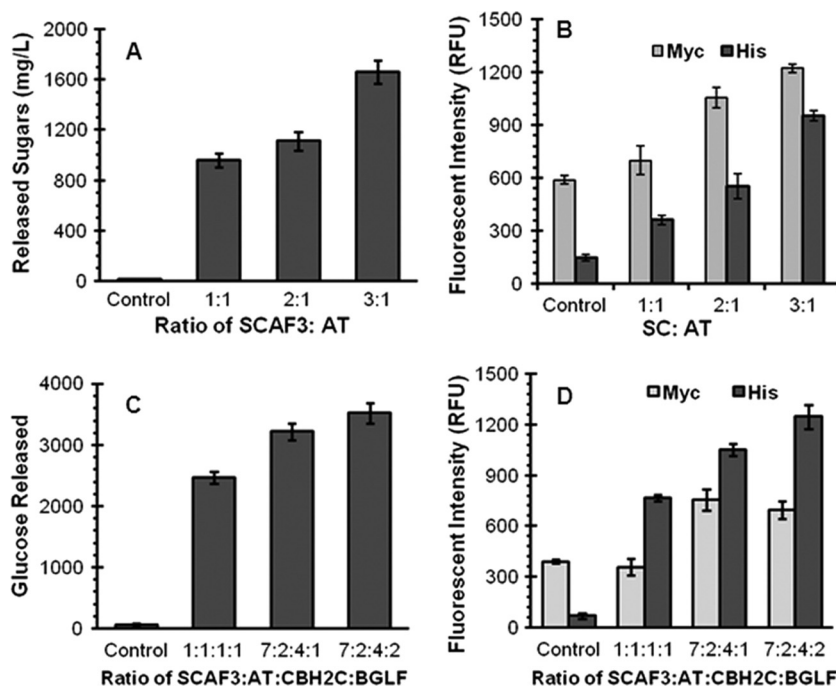 A
Released Sugars (mg/L)
2000
1600
1200
800
400
0
Control 1:1 2:1 3:1
Ratio of SCAF3: AT
B
Myc His
Fluorescent Intensity (RFU)
1500
1200
900
600
300
0
Control 1:1 2:1 3:1
SC: AT
C
Glucose Released
4000
3000
2000
1000
0
Control 1:1:1:1 7:2:4:1 7:2:4:2
Ratio of SCAF3:AT:CBH2C:BGLF
D
Myc His
Fluorescent Intensity (RFU)
1500
1200
900
600
300
0
Control 1:1:1:1 7:2:4:1 7:2:4:2
Ratio of SCAF3:AT:CBH2C:BGLF